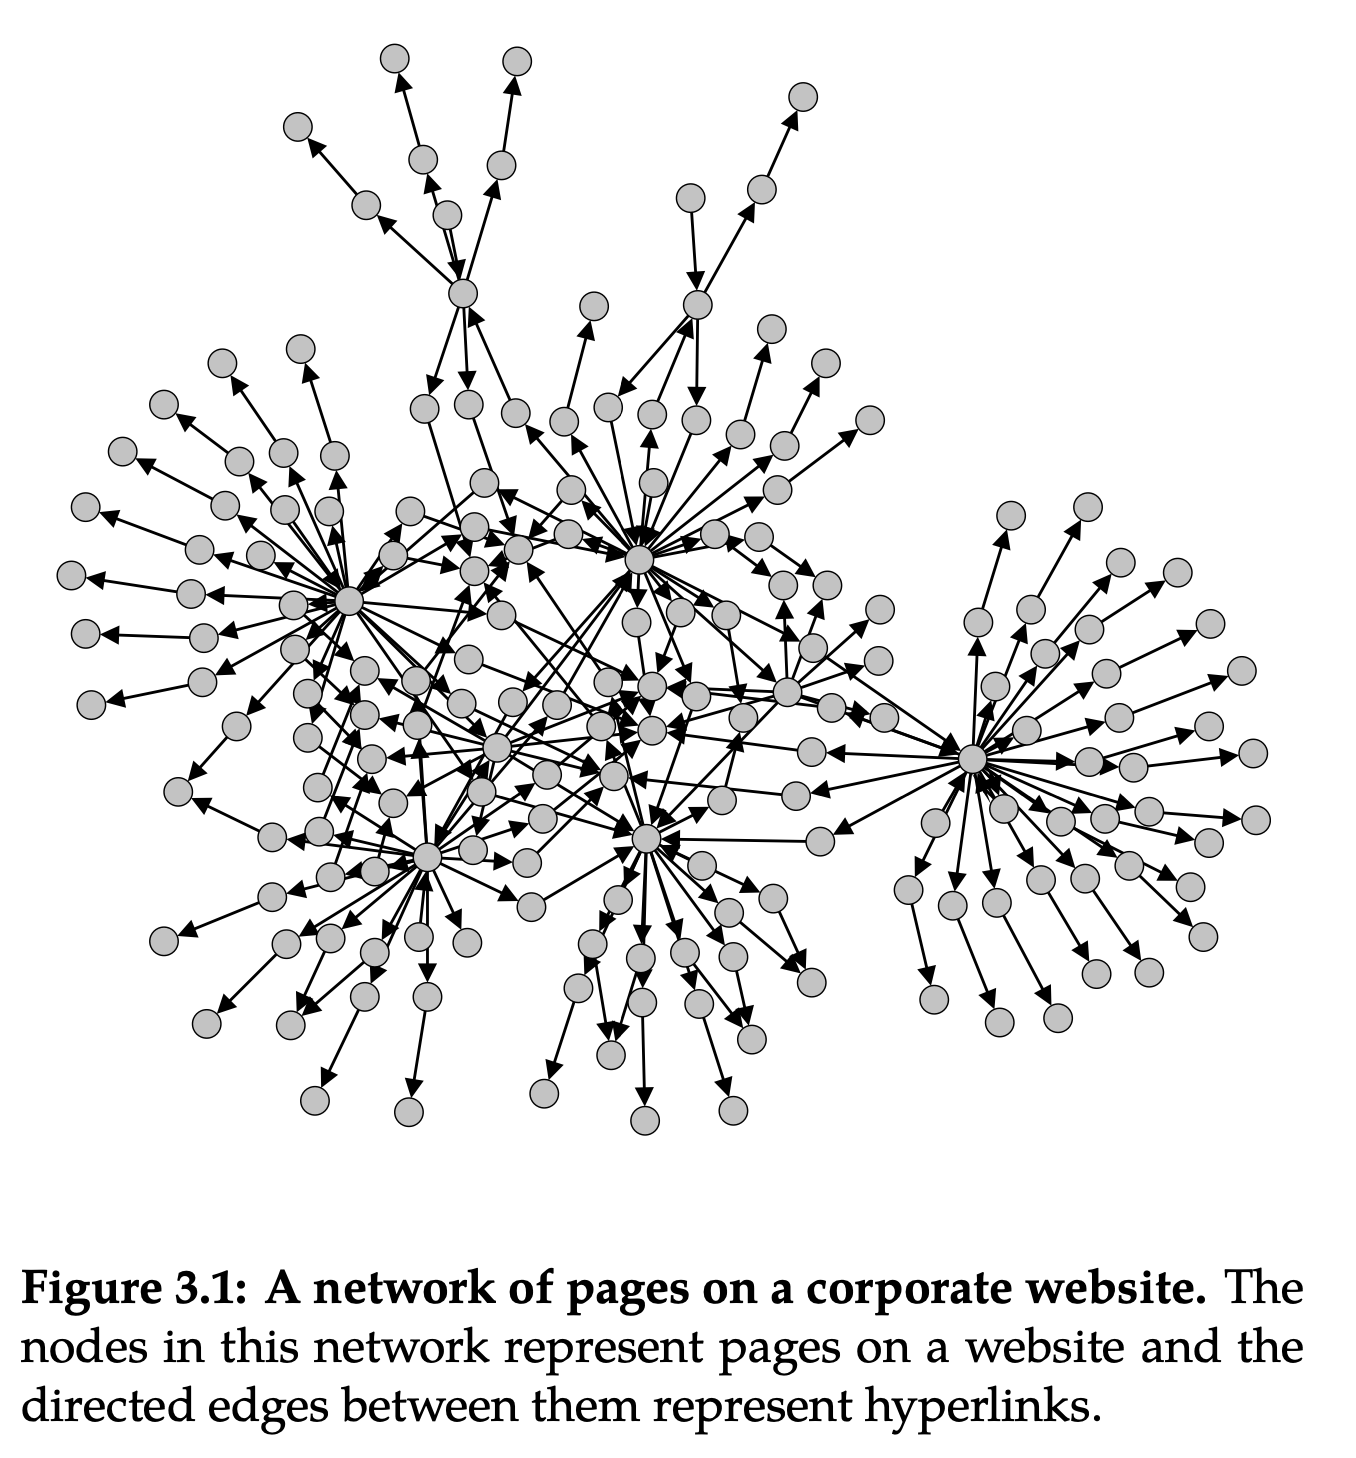 Figure 3.1: A network of pages on a corporate website. The
nodes in this network represent pages on a website and the
directed edges between them represent hyperlinks.